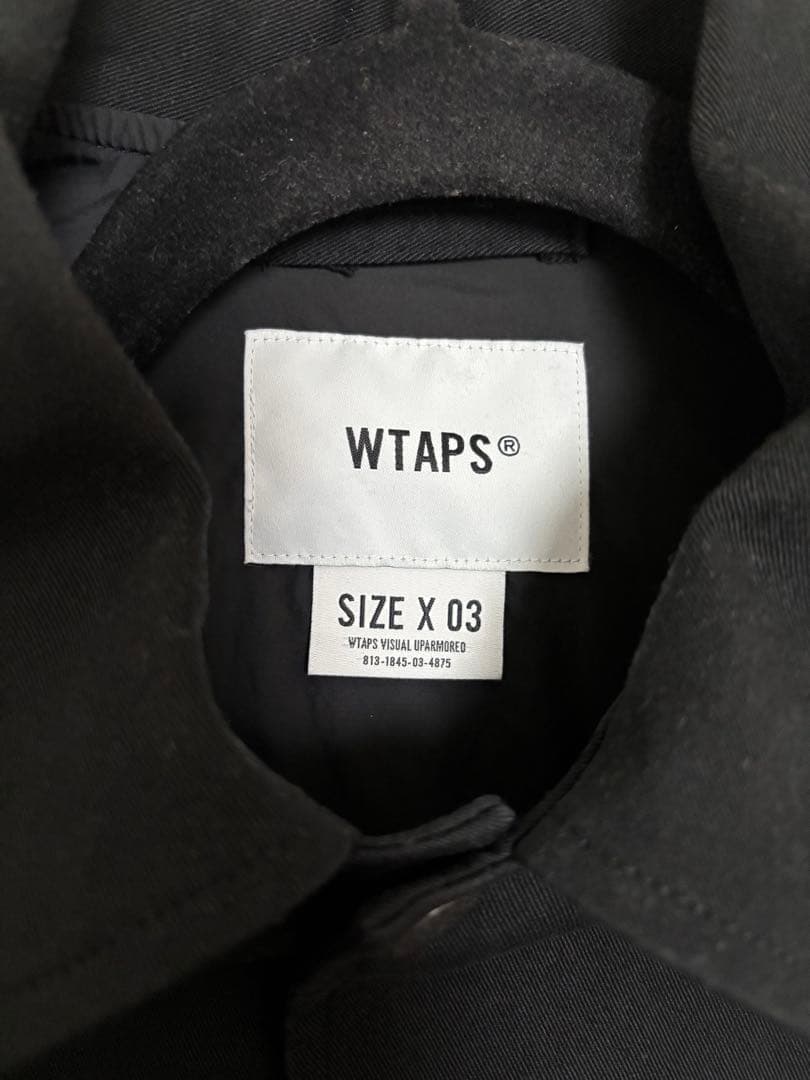 WTAPS®
SIZE X 03
WTAPS VISUAL UPARMORED
813-1845-03-4875